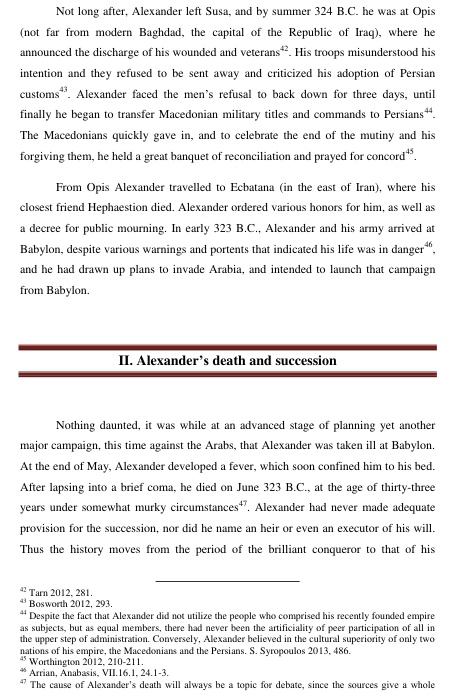 Not long after, Alexander left Susa, and by summer 324 B.C. he was at Opis
(not far from modern Baghdad, the capital of the Republic of Iraq), where he
announced the discharge of his wounded and veterans42. His troops misunderstood his
intention and they refused to be sent away and criticized his adoption of Persian
customs43. Alexander faced the men's refusal to back down for three days, until
finally he began to transfer Macedonian military titles and commands to Persians44.
The Macedonians quickly gave in, and to celebrate the end of the mutiny and his
forgiving them, he held a great banquet of reconciliation and prayed for concord45.
From Opis Alexander travelled to Ecbatana (in the east of Iran), where his
closest friend Hephaestion died. Alexander ordered various honors for him, as well as
a decree for public mourning. In early 323 B.C., Alexander and his army arrived at
Babylon, despite various warnings and portents that indicated his life was in danger46,
and he had drawn up plans to invade Arabia, and intended to launch that campaign
from Babylon.
II. Alexander's death and succession
Nothing daunted, it was while at an advanced stage of planning yet another
major campaign, this time against the Arabs, that Alexander was taken ill at Babylon.
At the end of May, Alexander developed a fever, which soon confined him to his bed.
After lapsing into a brief coma, he died on June 323 B.C., at the age of thirty-three
years under somewhat murky circumstances47. Alexander had never made adequate
provision for the succession, nor did he name an heir or even an executor of his will.
Thus the history moves from the period of the brilliant conqueror to that of his
42 Tarn 2012, 281.
43 Bosworth 2012, 293.
44 Despite the fact that Alexander did not utilize the people who comprised his recently founded empire
as subjects, but as equal members, there had never been the artificiality of peer participation of all in
the upper step of administration. Conversely, Alexander believed in the cultural superiority of only two
nations of his empire, the Macedonians and the Persians. S. Syropoulos 2013, 486.
45 Worthington 2012, 210-211.
46 Arrian, Anabasis, VII.16.1, 24.1-3.
47 The cause of Alexander's death will always be a topic for debate, since the sources give a whole